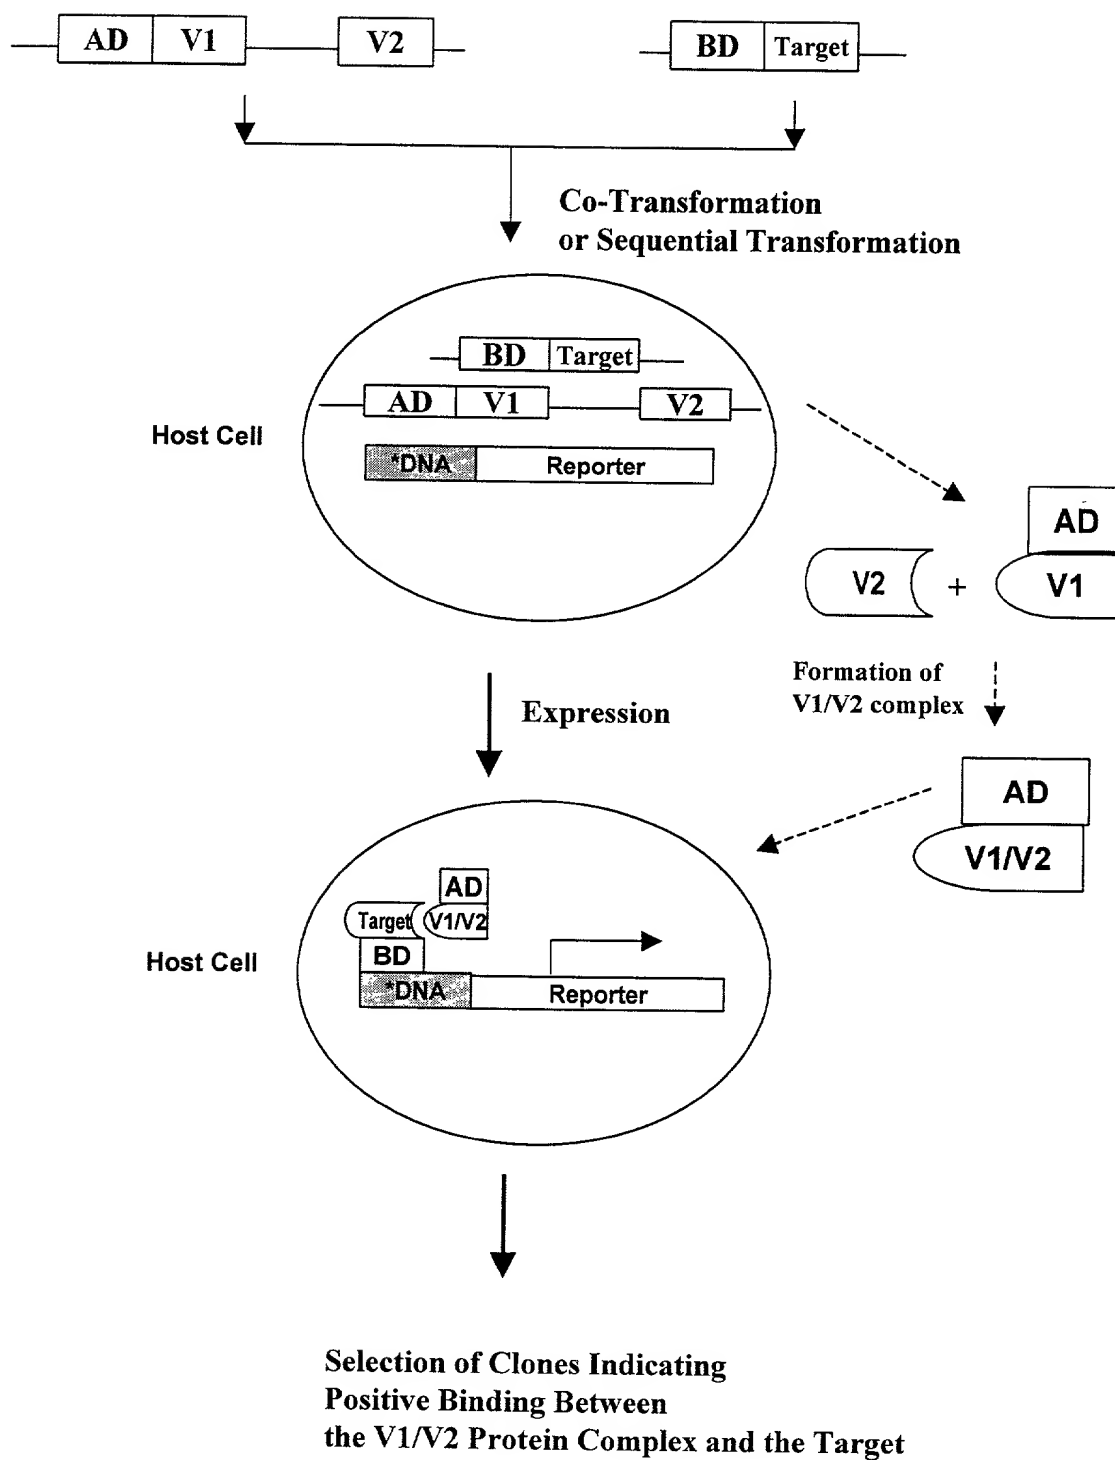 AD V1 V2 BD Target
Co-Transformation
or Sequential Transformation
BD Target
AD V1 V2
Host Cell
*DNA Reporter
AD
V2 + V1
Formation of
V1/V2 complex
Expression
AD
V1/V2
AD
Target V1/V2
BD
Host Cell
*DNA Reporter
Selection of Clones Indicating
Positive Binding Between
the V1/V2 Protein Complex and the Target